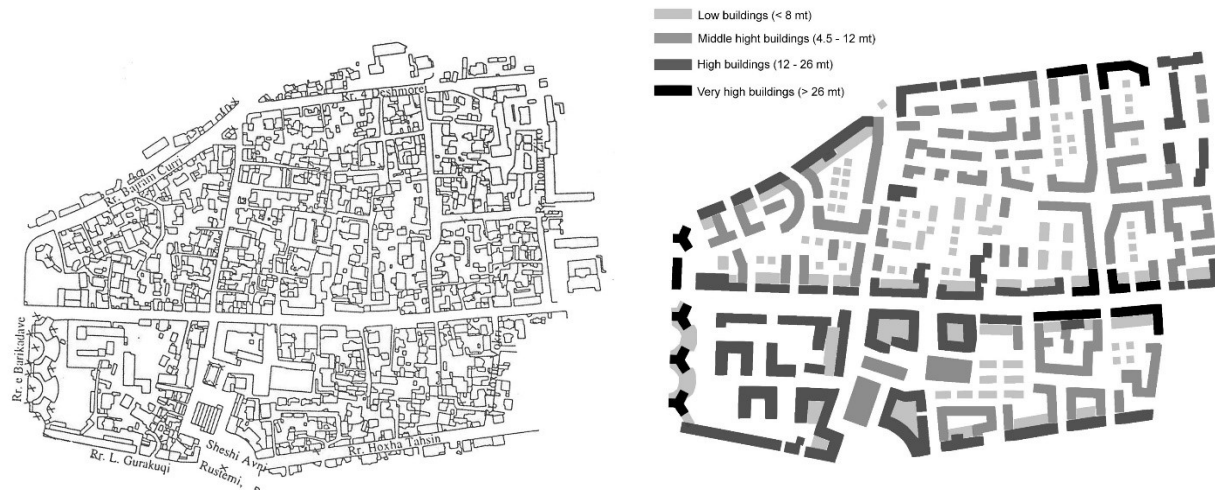 Low buildings (< 8 mt)
Middle hight buildings (4.5 - 12 mt)
High buildings (12 - 26 mt)
Very high buildings (> 26 mt)
Rr. 4 Deshmoret
Rr. Bajram Curri
Rr. Thoma Ziko
Rr. e Barikadave
Sheshi Avni
Rustemi,
Rr. Hoxha Tahsin
Rr. L. Gurakuqi